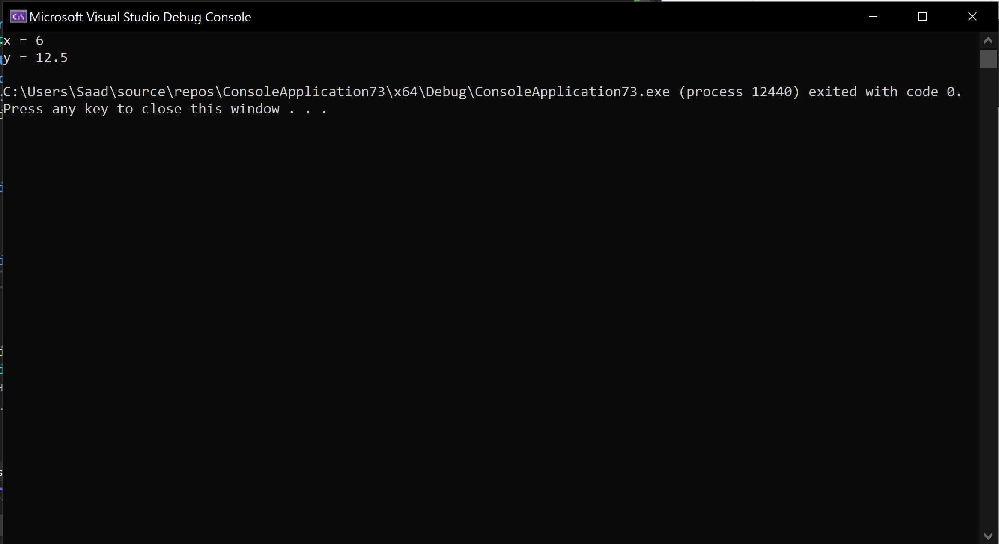 Microsoft Visual Studio Debug Console
x = 6
y = 12.5
C:\Users\Saad\source\repos\ConsoleApplication73\x64\Debug\ConsoleApplication73.exe (process 12440) exited with code 0.
Press any key to close this window . . .